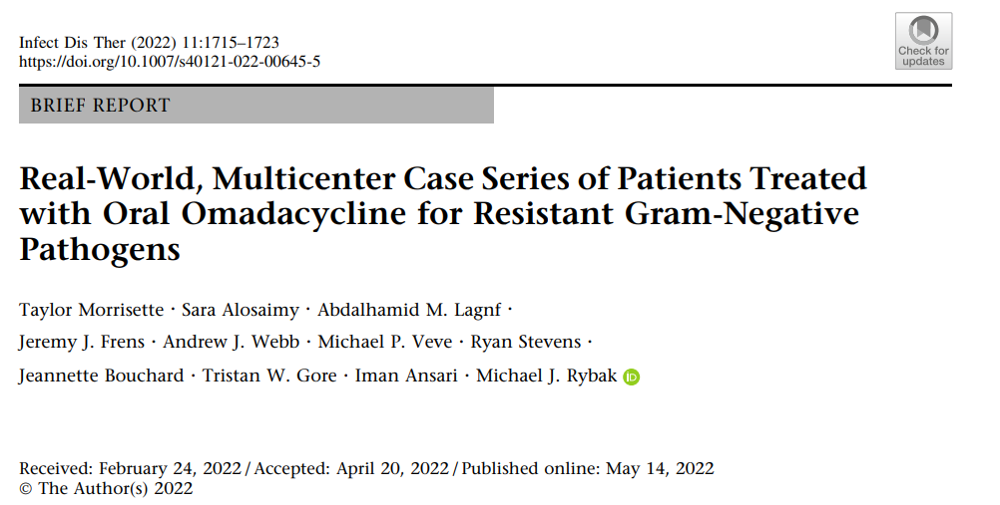 Infect Dis Ther (2022) 11:1715–1723
https://doi.org/10.1007/s40121-022-00645-5
Check for
updates
BRIEF REPORT
Real-World, Multicenter Case Series of Patients Treated
with Oral Omadacycline for Resistant Gram-Negative
Pathogens
Taylor Morrisette · Sara Alosaimy · Abdalhamid M. Lagnf ·
Jeremy J. Frens · Andrew J. Webb · Michael P. Veve · Ryan Stevens ·
Jeannette Bouchard · Tristan W. Gore · Iman Ansari · Michael J. Rybak iD
Received: February 24, 2022 / Accepted: April 20, 2022 / Published online: May 14, 2022
© The Author(s) 2022